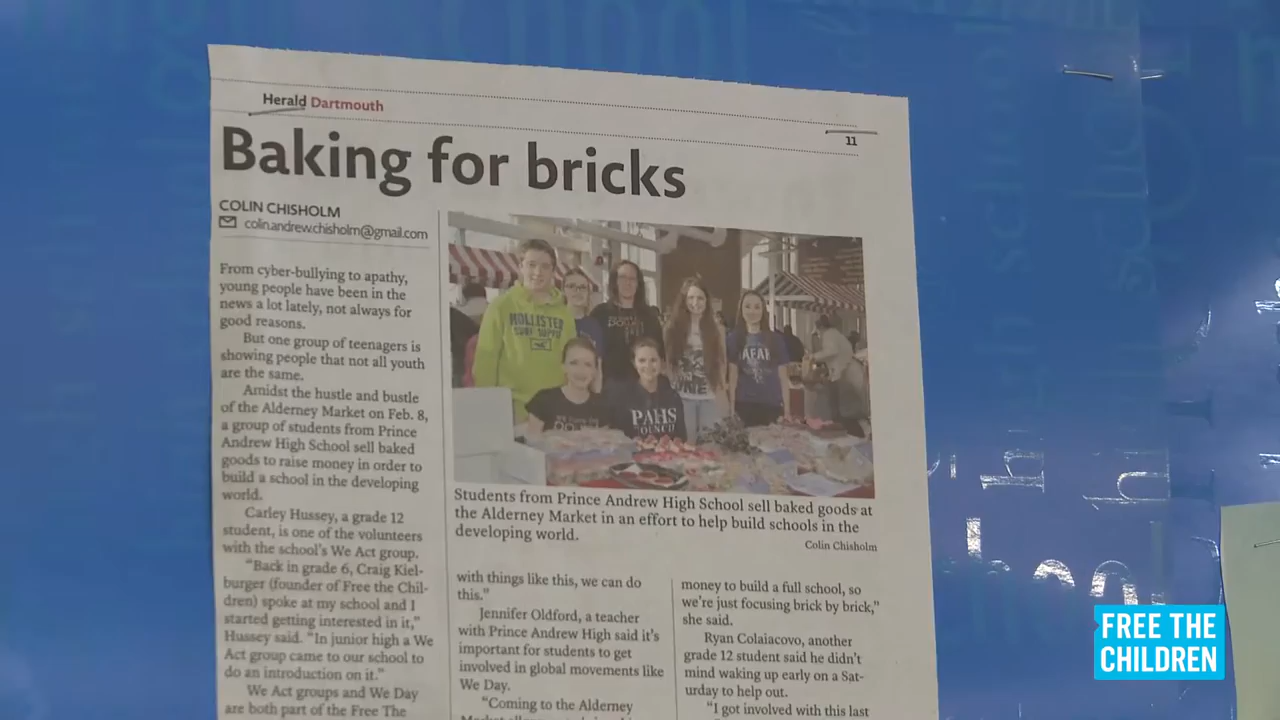 Herald Dartmouth
11
Baking for bricks
COLIN CHISHOLM
colin.andrew.chisholm@gmail.com
From cyber-bullying to apathy,
young people have been in the
news a lot lately, not always for
good reasons.
But one group of teenagers is
showing people that not all youth
are the same.
Amidst the hustle and bustle
of the Alderney Market on Feb. 8,
a group of students from Prince
Andrew High School sell baked
goods to raise money in order to
build a school in the developing
world.
Carley Hussey, a grade 12
student, is one of the volunteers
with the school's We Act group.
"Back in grade 6, Craig Kiel-
burger (founder of Free the Chil-
dren) spoke at my school and I
started getting interested in it,"
Hussey said. "In junior high a We
Act group came to our school to
do an introduction on it."
We Act groups and We Day
are both part of the Free The
HOLLISTER
PAHS
Students from Prince Andrew High School sell baked goods at
the Alderney Market in an effort to help build schools in the
developing world.
Colin Chisholm
with things like this, we can do
this."
Jennifer Oldford, a teacher
with Prince Andrew High said it's
important for students to get
involved in global movements like
We Day.
"Coming to the Alderney
money to build a full school, so
we're just focusing brick by brick,"
she said.
Ryan Colaiacovo, another
grade 12 student said he didn't
mind waking up early on a Sat-
urday to help out.
"I got involved with this last
FREE THE
CHILDREN